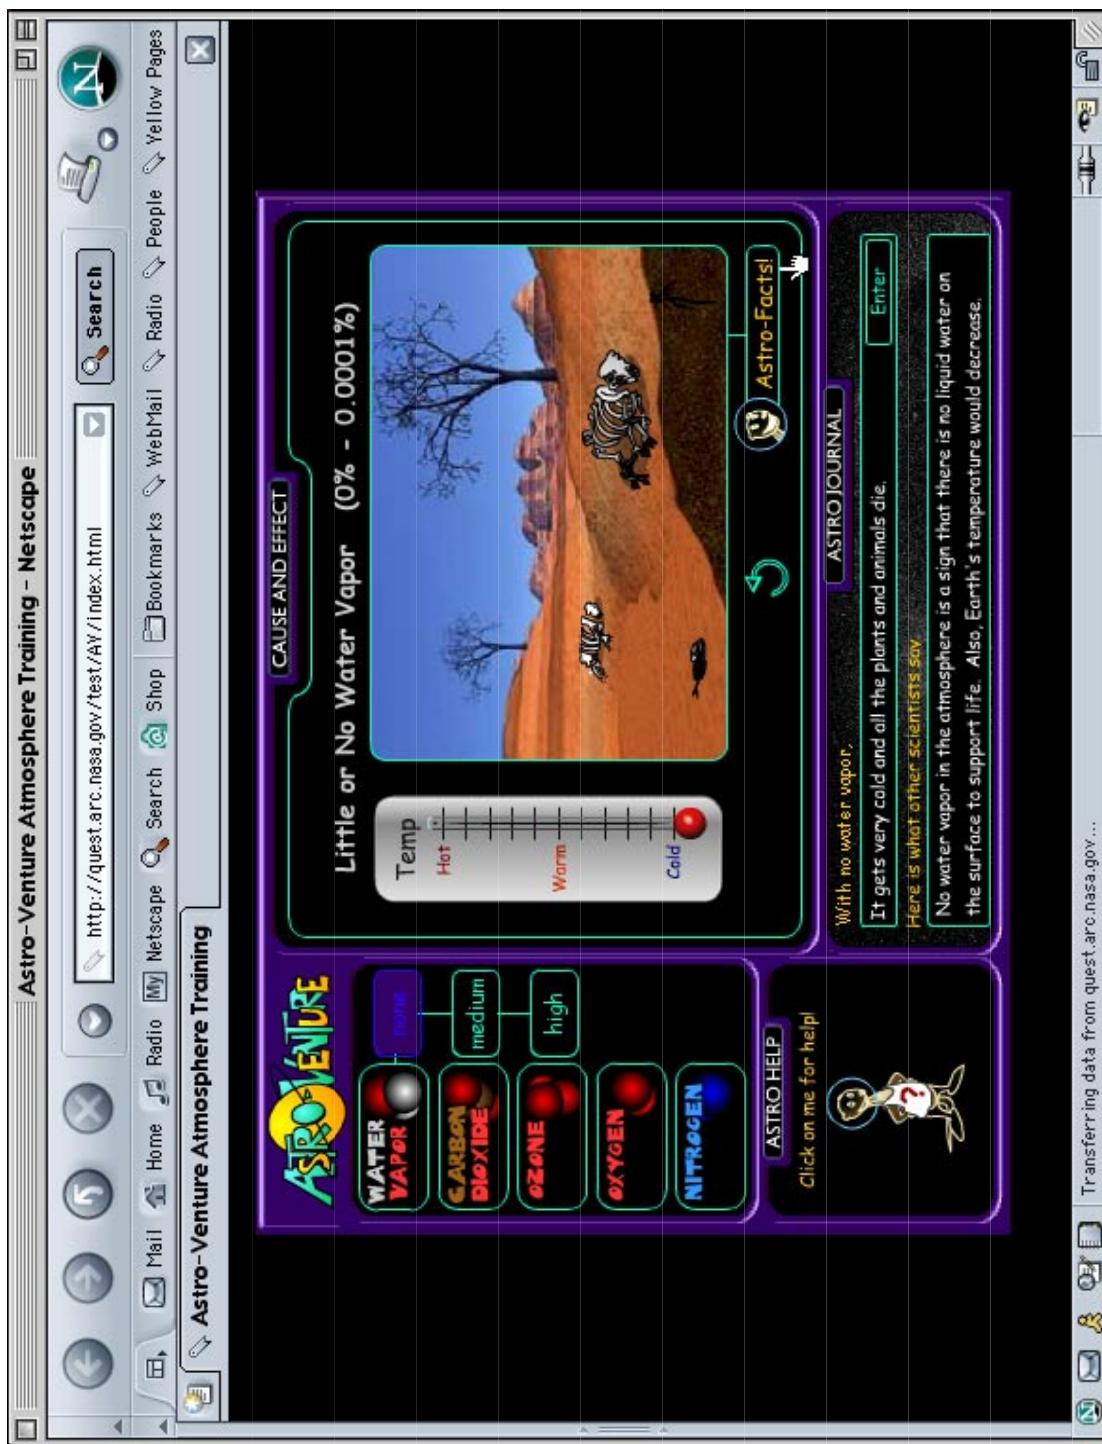 Astro-Venture Atmosphere Training - Netscape
http://quest.arc.nasa.gov/test/AV/index.html
Search
N
Mail
Home
Radio
My Netscape
Search
Shop
Bookmarks
WebMail
Radio
People
Yellow Pages
Astro-Venture Atmosphere Training
ASTRO-VENTURE
WATER
VAPOR
none
CARBON
DIOXIDE
medium
OZONE
high
OXYGEN
NITROGEN
ASTRO HELP
Click on me for help!
?
CAUSE AND EFFECT
Little or No Water Vapor (0% - 0.0001%)
Temp
Hot
Warm
Cold
Astro-Facts!
ASTRO JOURNAL
With no water vapor,
It gets very cold and all the plants and animals die.
Enter
Here is what other scientists say
No water vapor in the atmosphere is a sign that there is no liquid water on
the surface to support life. Also, Earth's temperature would decrease.
N
Transferring data from quest.arc.nasa.gov...